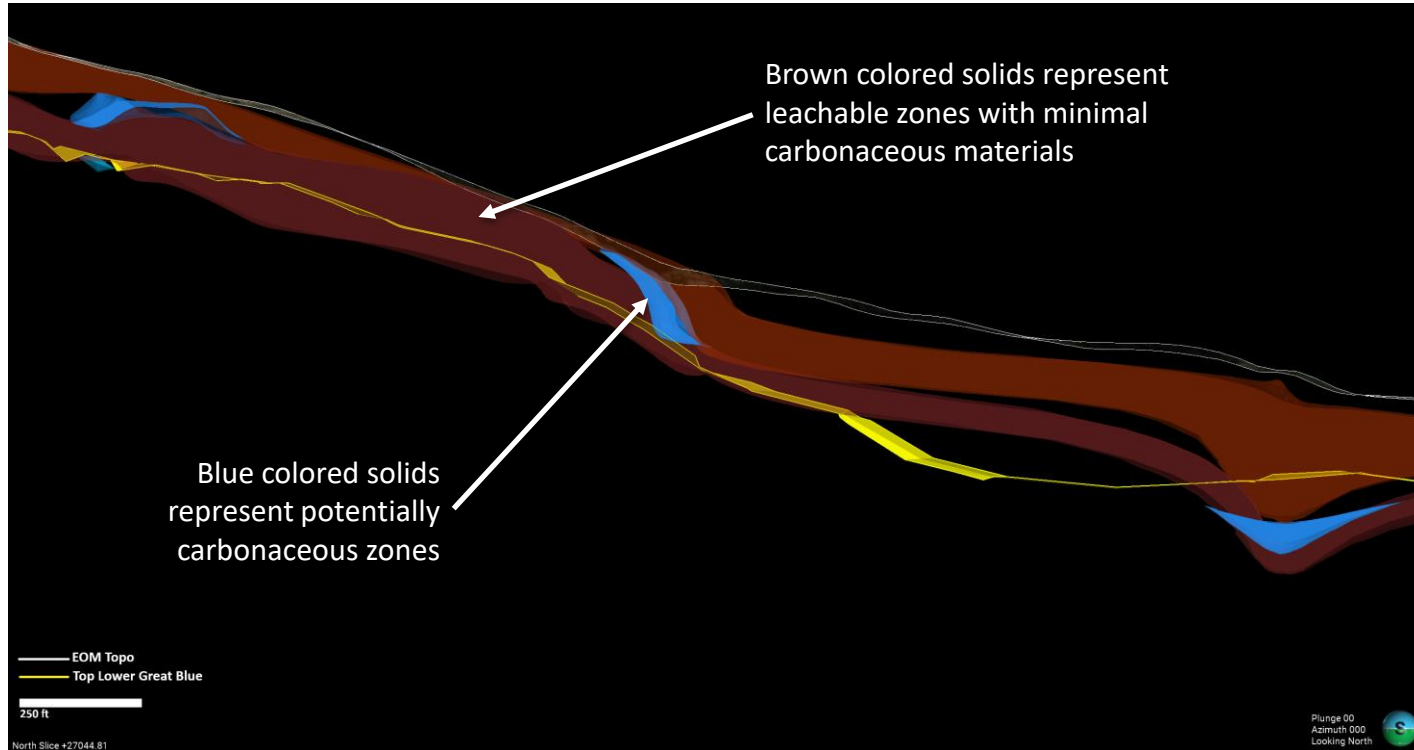 Brown colored solids represent
leachable zones with minimal
carbonaceous materials
Blue colored solids
represent potentially
carbonaceous zones
EOM Topo
Top Lower Great Blue
250 ft
North Slice +27044.81
Plunge 00
Azimuth 000
Looking North
S